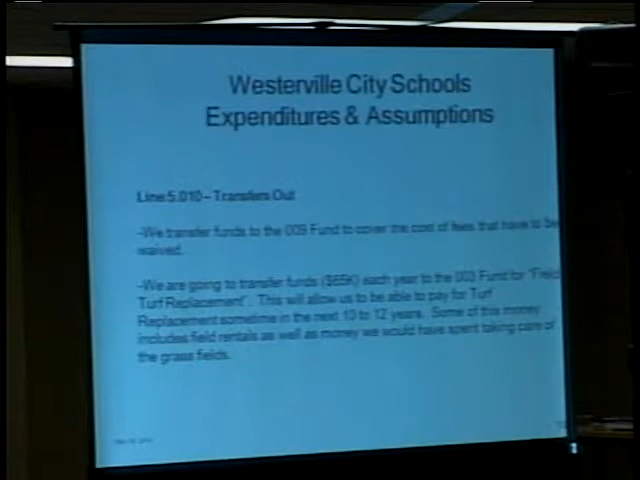 Westerville City Schools
Expenditures & Assumptions
Line 5.010 – Transfers Out
-We transfer funds to the 009 Fund to cover the cost of fees that have to be
waived.
-We are going to transfer funds ($65K) each year to the 003 Fund for "Field
Turf Replacement". This will allow us to be able to pay for Turf
Replacement sometime in the next 10 to 12 years. Some of this money
includes field rentals as well as money we would have spent taking care of
the grass fields.